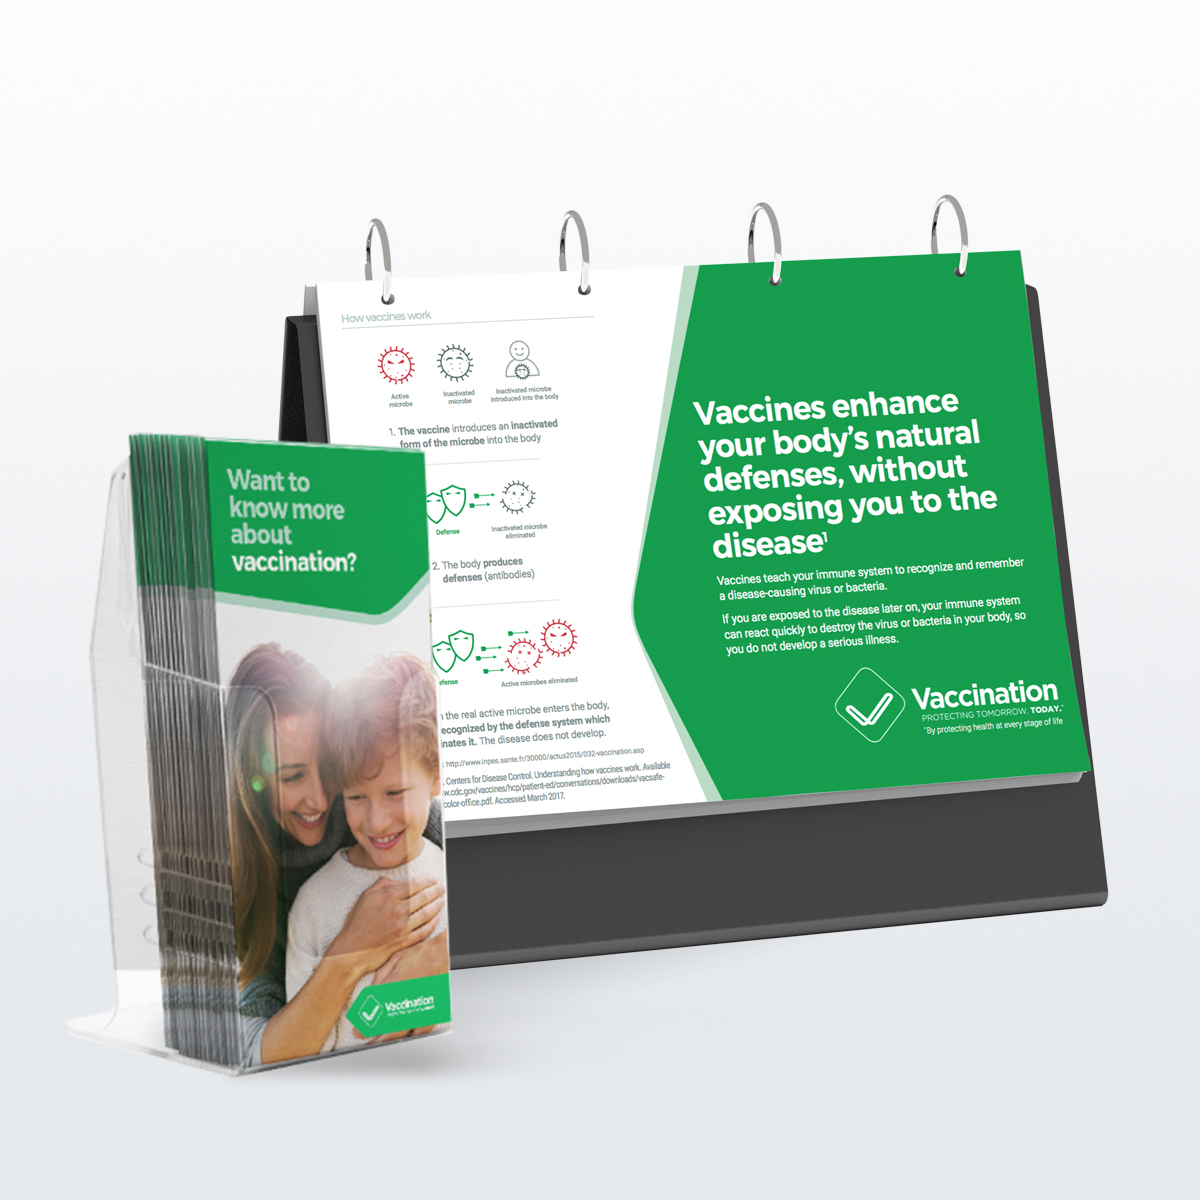 How vaccines work
Active
microbe
Inactivated
microbe
Inactivated microbe
introduced into the body
1. The vaccine introduces an inactivated
form of the microbe into the body
Defense
Inactivated microbe
eliminated
2. The body produces
defenses (antibodies)
efense
Active microbes eliminated
n the real active microbe enters the body,
ecognized by the defense system which
inates it. The disease does not develop.
: http://www.inpes.sante.fr/30000/actus2015/032-vaccination.asp
. Centers for Disease Control. Understanding how vaccines work. Available
w.cdc.gov/vaccines/hcp/patient-ed/conversations/downloads/vacsafe-
color-office.pdf. Accessed March 2017.
Vaccines enhance
your body's natural
defenses, without
exposing you to the
disease¹
Vaccines teach your immune system to recognize and remember
a disease-causing virus or bacteria.
If you are exposed to the disease later on, your immune system
can react quickly to destroy the virus or bacteria in your body, so
you do not develop a serious illness.
Vaccination
PROTECTING TOMORROW. TODAY.*
*By protecting health at every stage of life
Want to
know more
about
vaccination?
Vaccination